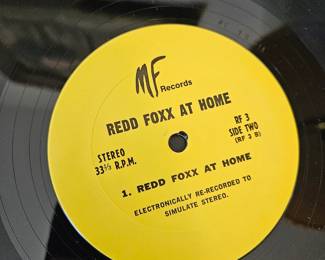 MF
Records
REDD FOXX AT HOME
STEREO
33⅓ R.P.M.
RF 3
SIDE TWO
(RF 3 B)
1. REDD FOXX AT HOME
ELECTRONICALLY RE-RECORDED TO
SIMULATE STEREO.